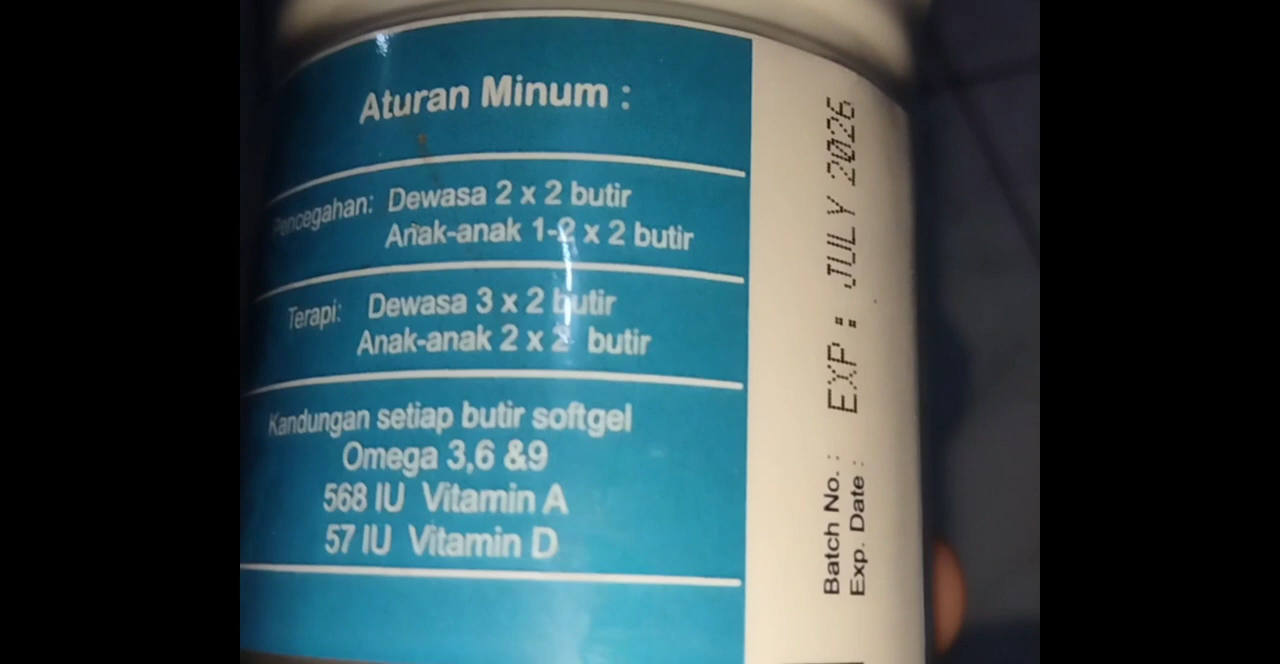 Aturan Minum :
Pencegahan: Dewasa 2 x 2 butir
Anak-anak 1-2 x 2 butir
Terapi: Dewasa 3 x 2 butir
Anak-anak 2 x 2 butir
Kandungan setiap butir softgel
Omega 3,6 &9
568 IU Vitamin A
57 IU Vitamin D
Batch No. :
Exp. Date :
EXP : JULY 2026